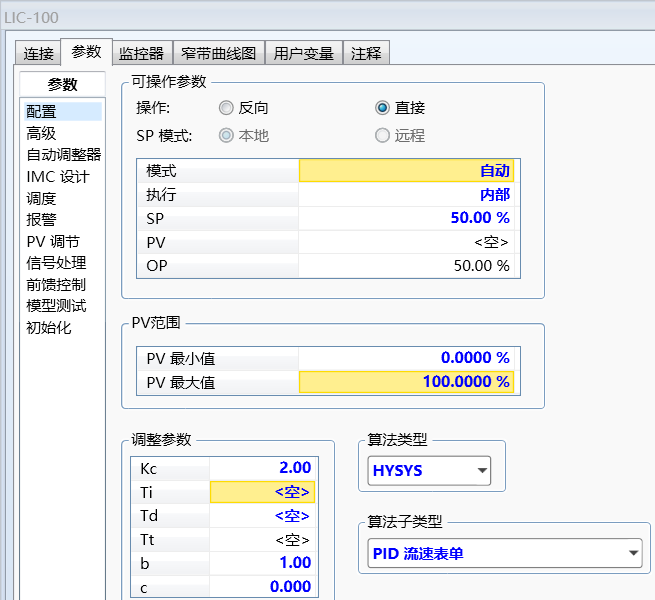 LIC-100
连接 参数 监控器 窄带曲线图 用户变量 注释
参数
配置
高级
自动调整器
IMC 设计
调度
报警
PV 调节
信号处理
前馈控制
模型测试
初始化
可操作参数
操作: 反向 直接
SP 模式: 本地 远程
模式 自动
执行 内部
SP 50.00 %
PV <空>
OP 50.00 %
PV范围
PV 最小值 0.0000 %
PV 最大值 100.0000 %
调整参数
Kc 2.00
Ti <空>
Td <空>
Tt <空>
b 1.00
c 0.000
算法类型
HYSYS
算法子类型
PID 流速表单